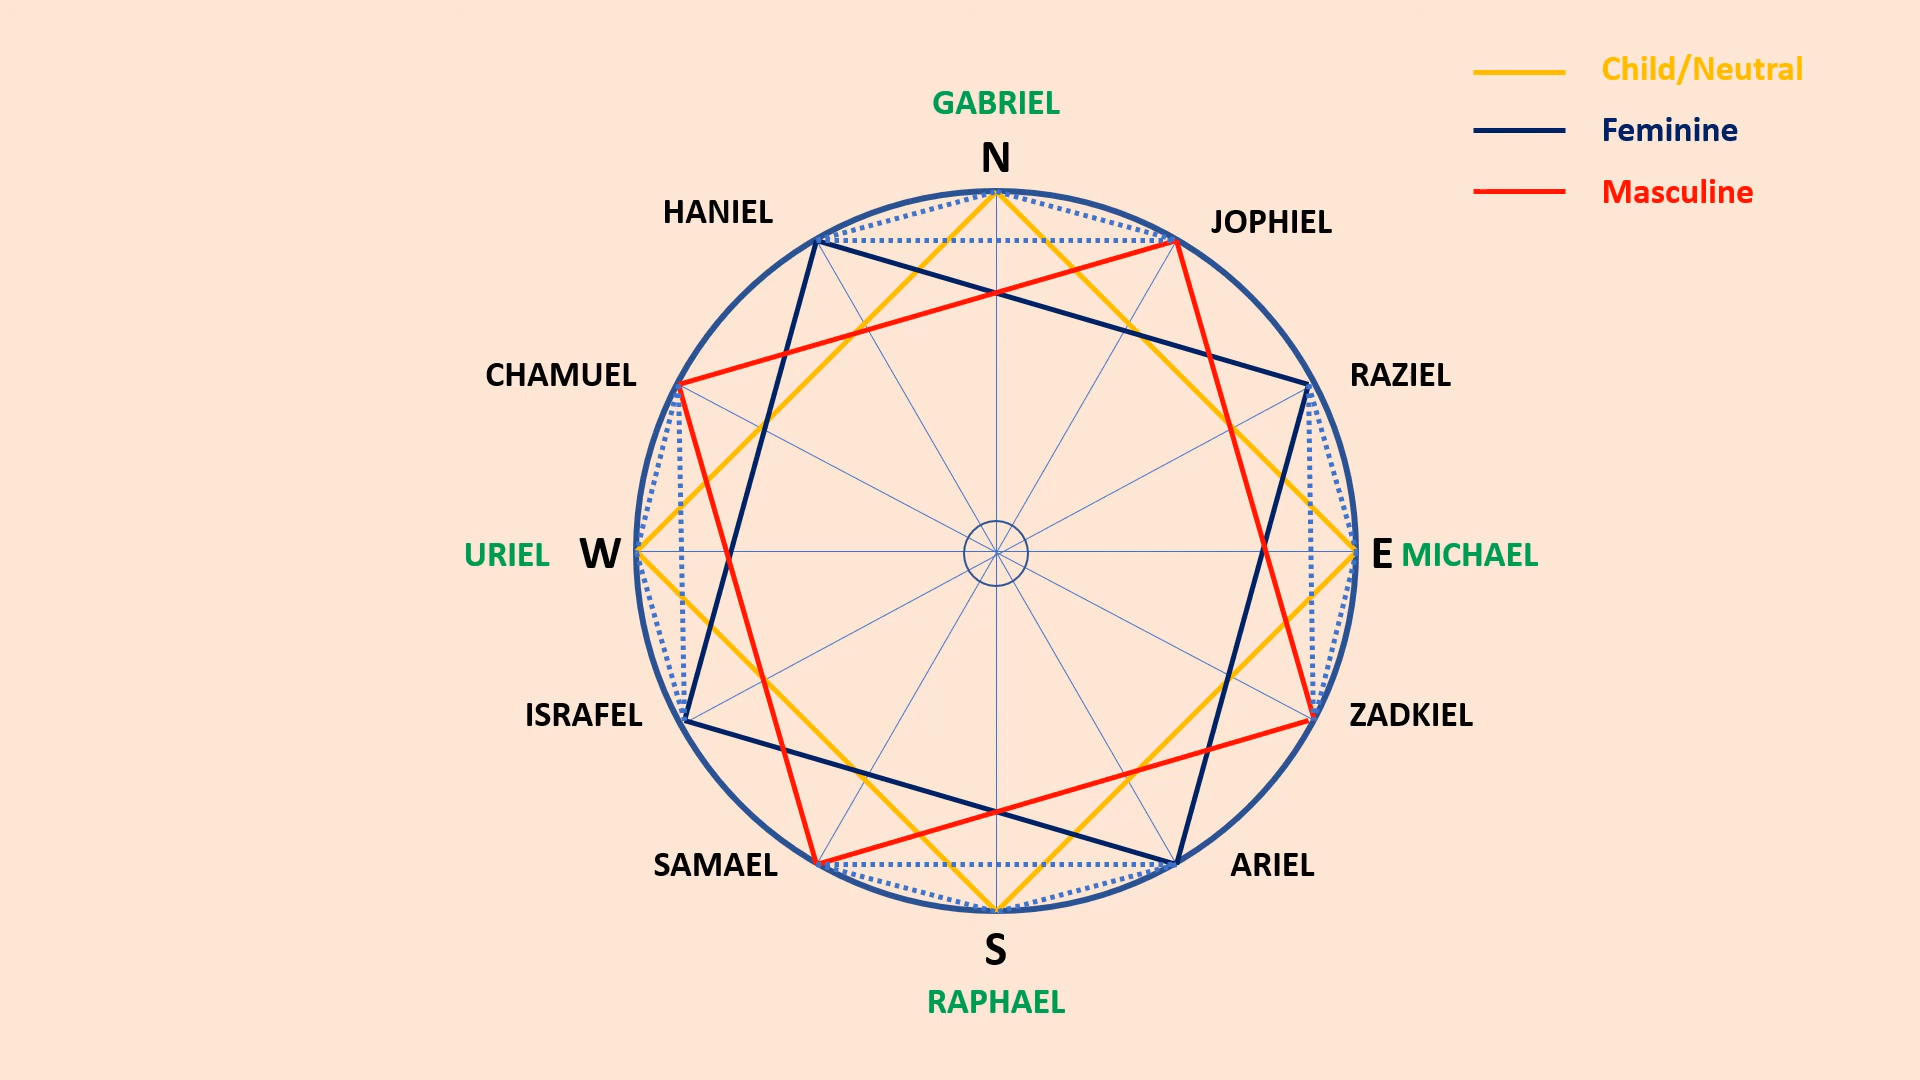 Child/Neutral
GABRIEL
Feminine
N
Masculine
HANIEL
JOPHIEL
CHAMUEL
RAZIEL
URIEL W
E MICHAEL
ISRAFEL
ZADKIEL
SAMAEL
ARIEL
S
RAPHAEL